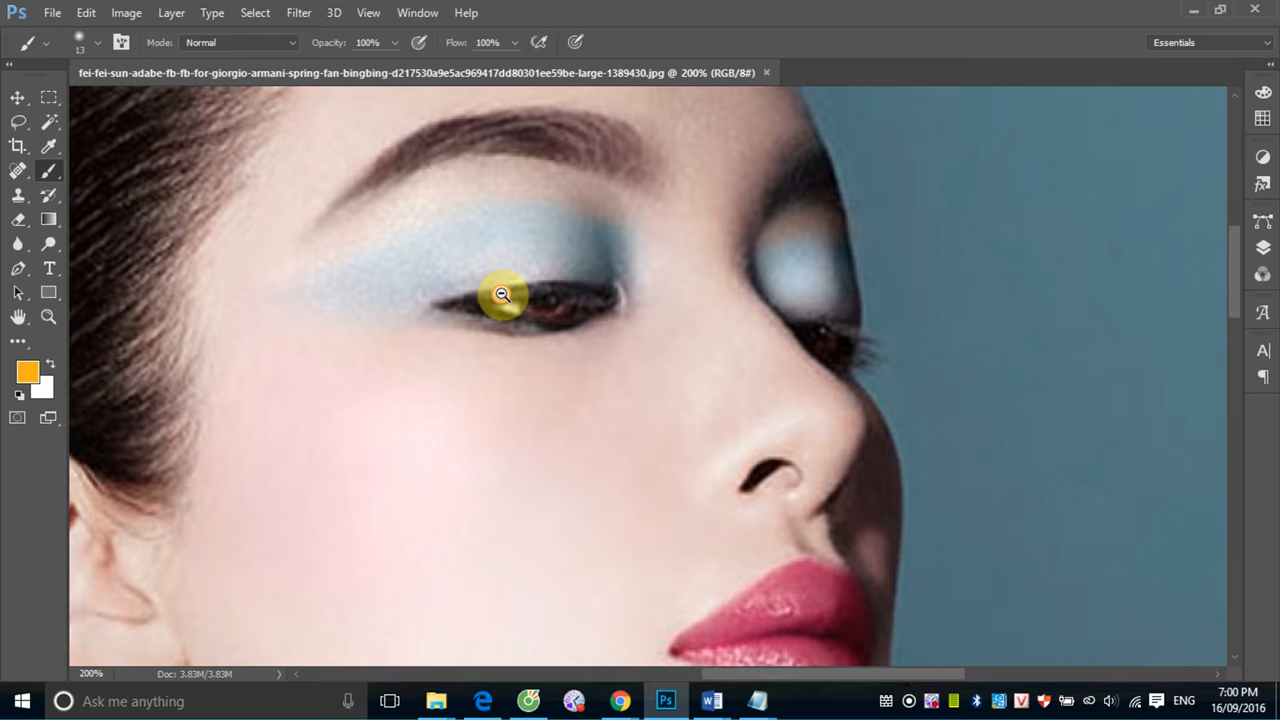 Ps File Edit Image Layer Type Select Filter 3D View Window Help
13 Mode: Normal Opacity: 100% Flow: 100% Essentials
fei-fei-sun-adabe-fb-fb-for-giorgio-armani-spring-fan-bingbing-d217530a9e5ac969417dd80301ee59be-large-1389430.jpg @ 200% (RGB/8#) ×
200% Doc: 3.83M/3.83M
Ask me anything
ENG
7:00 PM
16/09/2016